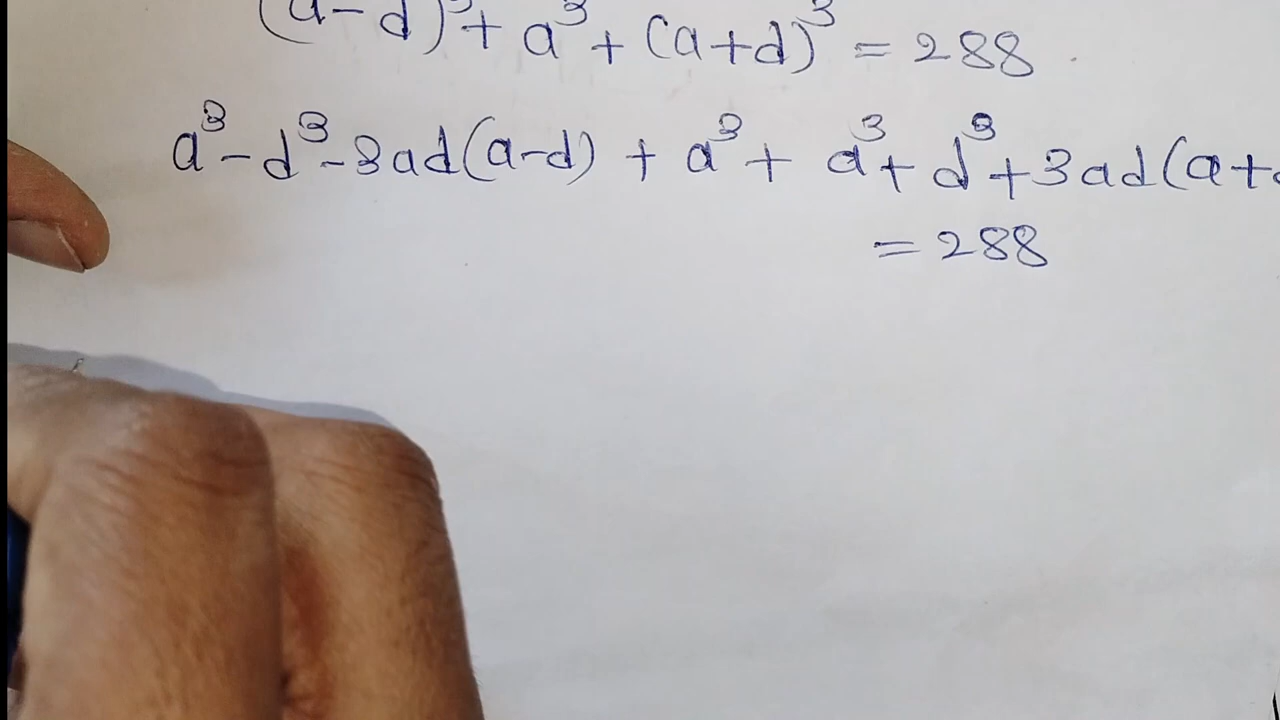 (a-d)³ + a³ + (a+d)³ = 288
a³ - d³ - 3ad(a-d) + a³ + a³ + d³ + 3ad(a+
= 288